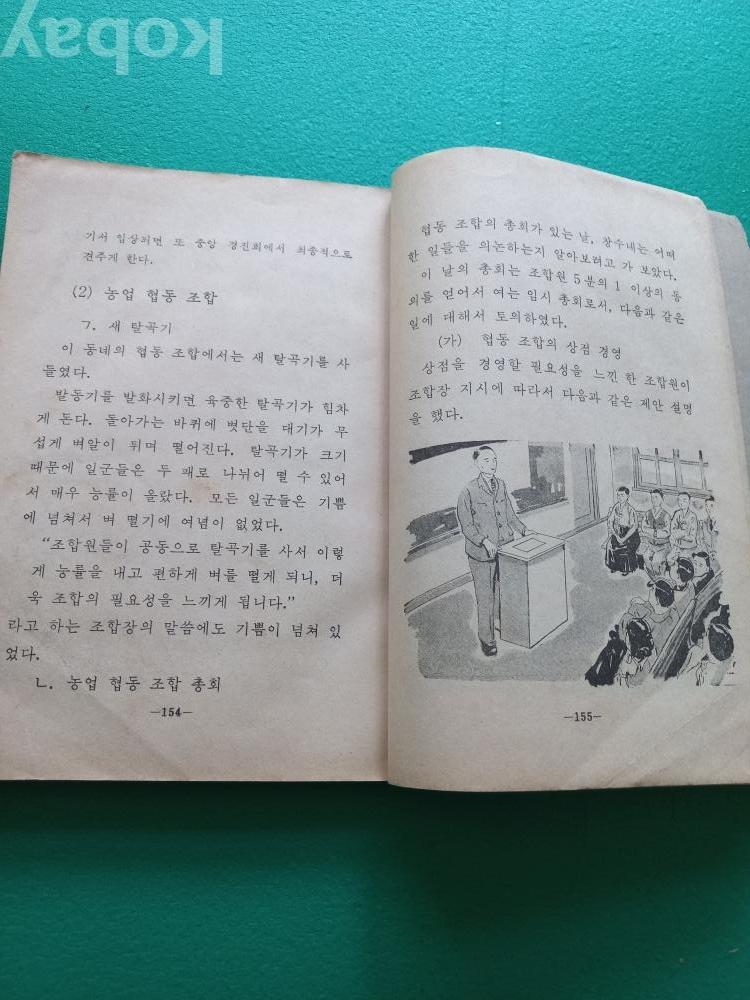 kobay
기서 입상되면 또 중앙 경진회에서 최종적으로
견주게 한다.
(2) 농업 협동 조합
ㄱ. 새 탈곡기
이 동네의 협동 조합에서는 새 탈곡기를 사
들였다.
발동기를 발화시키면 육중한 탈곡기가 힘차
게 돈다. 돌아가는 바퀴에 볏단을 대기가 무
섭게 벼알이 튀며 떨어진다. 탈곡기가 크기
때문에 일군들은 두 패로 나뉘어 떨 수 있어
서 매우 능률이 올랐다. 모든 일군들은 기쁨
에 넘쳐서 벼 떨기에 여념이 없었다.
“조합원들이 공동으로 탈곡기를 사서 이렇
게 능률을 내고 편하게 벼를 떨게 되니, 더
욱 조합의 필요성을 느끼게 됩니다.”
라고 하는 조합장의 말씀에도 기쁨이 넘쳐 있
었다.
ㄴ. 농업 협동 조합 총회
—154—
협동 조합의 총회가 있는 날, 장수네는 어떠
한 일들을 의논하는지 알아보려고 가 보았다.
이 날의 총회는 조합원 5분의 1 이상의 동
의를 얻어서 여는 임시 총회로서, 다음과 같은
일에 대해서 토의하였다.
(가) 협동 조합의 상점 경영
상점을 경영할 필요성을 느낀 한 조합원이
조합장 지시에 따라서 다음과 같은 제안 설명
을 했다.
—155—